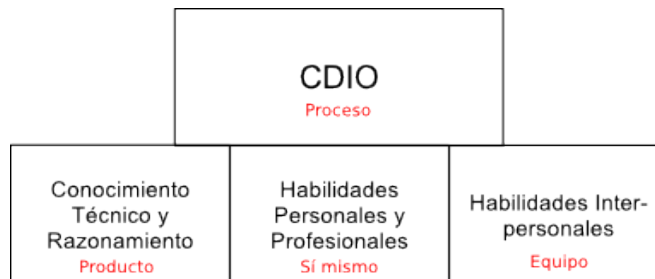 CDIO
Proceso
Conocimiento
Técnico y
Razonamiento
Producto
Habilidades
Personales y
Profesionales
Sí mismo
Habilidades Inter-
personales
Equipo